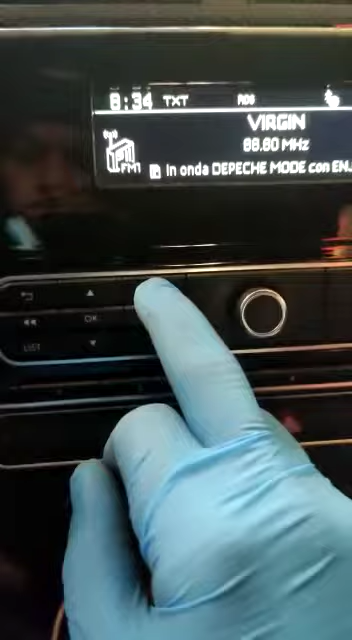 8:34 TXT RDS
VIRGIN
88.80 MHz
FM1
In onda DEPECHE MODE con EN
OK
LIST